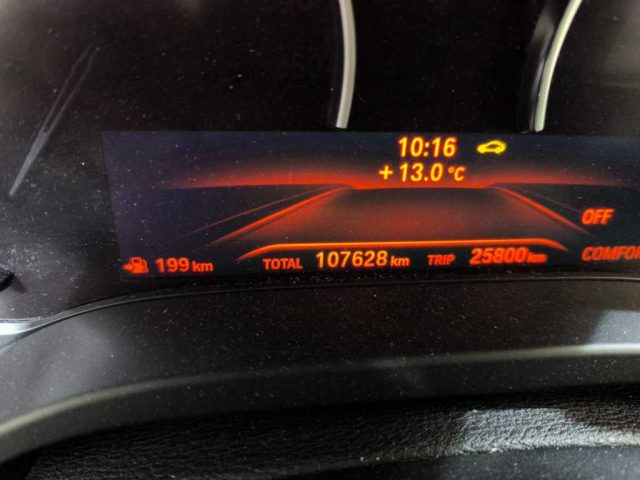 10:16
+ 13.0 °C
OFF
199 km TOTAL 107628 km TRIP 25800 km COMFOR